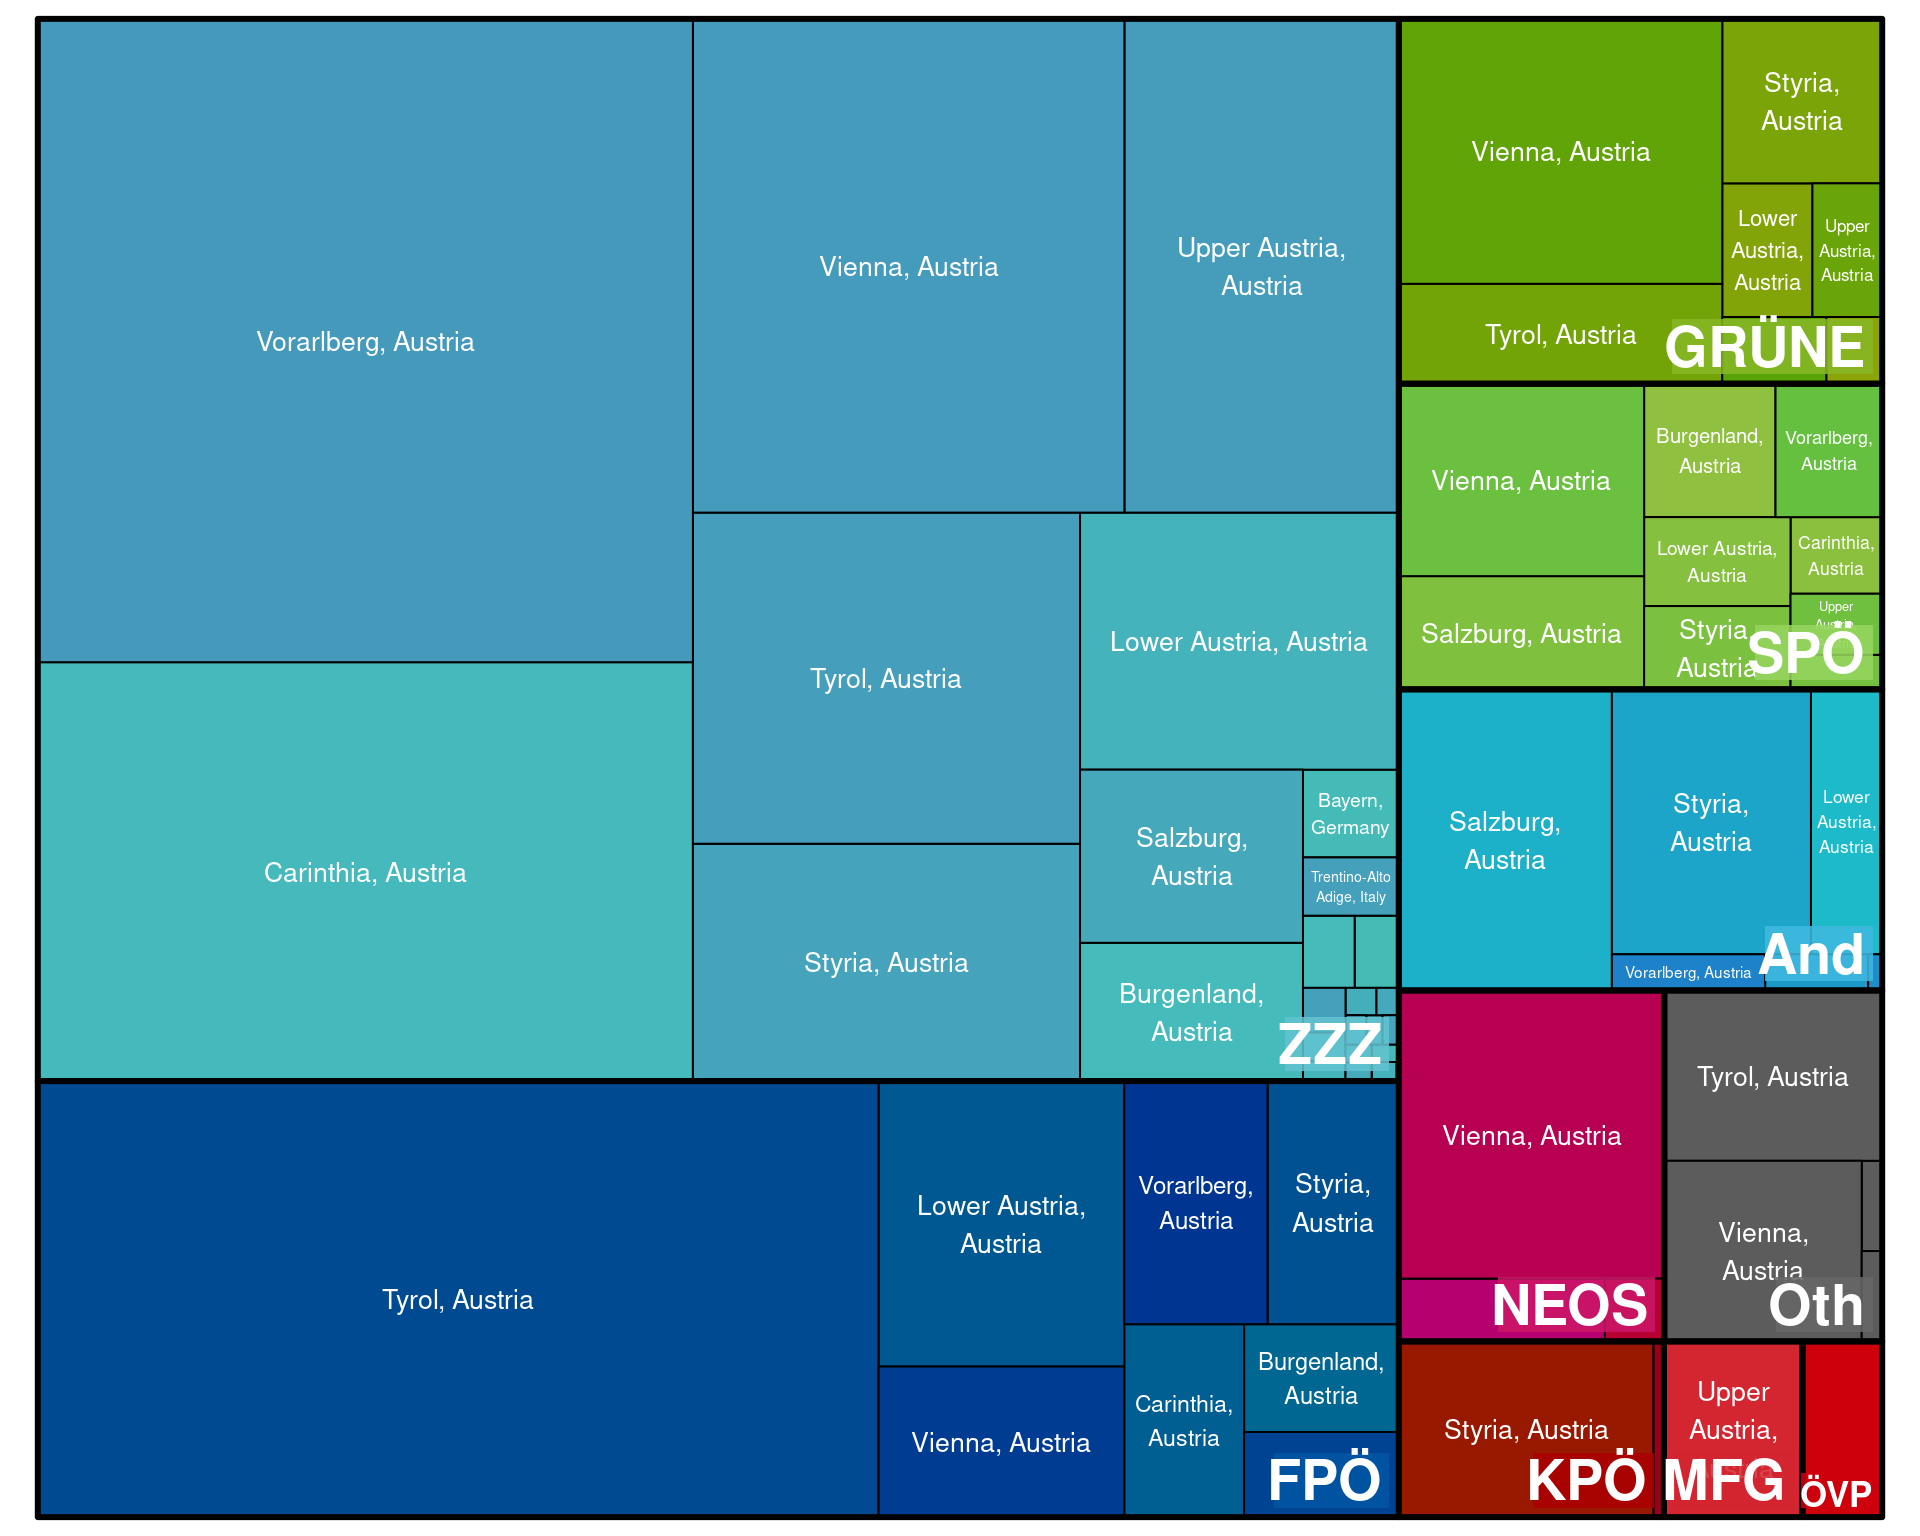 Vorarlberg, Austria
Carinthia, Austria
Vienna, Austria
Upper Austria,
Austria
Tyrol, Austria
Styria, Austria
Lower Austria, Austria
Salzburg,
Austria
Burgenland,
Austria
Bayern,
Germany
Trentino-Alto
Adige, Italy
ZZZ
Tyrol, Austria
Lower Austria,
Austria
Vienna, Austria
Vorarlberg,
Austria
Styria,
Austria
Carinthia,
Austria
Burgenland,
Austria
FPÖ
Vienna, Austria
Tyrol, Austria
Styria,
Austria
Lower
Austria,
Austria
Upper
Austria,
Austria
GRÜNE
Vienna, Austria
Salzburg, Austria
Burgenland,
Austria
Vorarlberg,
Austria
Lower Austria,
Austria
Carinthia,
Austria
Styria,
Austria
Upper
Austria,
SPÖ
Salzburg,
Austria
Styria,
Austria
Lower
Austria,
Austria
Vorarlberg, Austria
And
Vienna, Austria
NEOS
Tyrol, Austria
Vienna,
Austria
Oth
Styria, Austria
KPÖ
Upper
Austria,
MFG
ÖVP